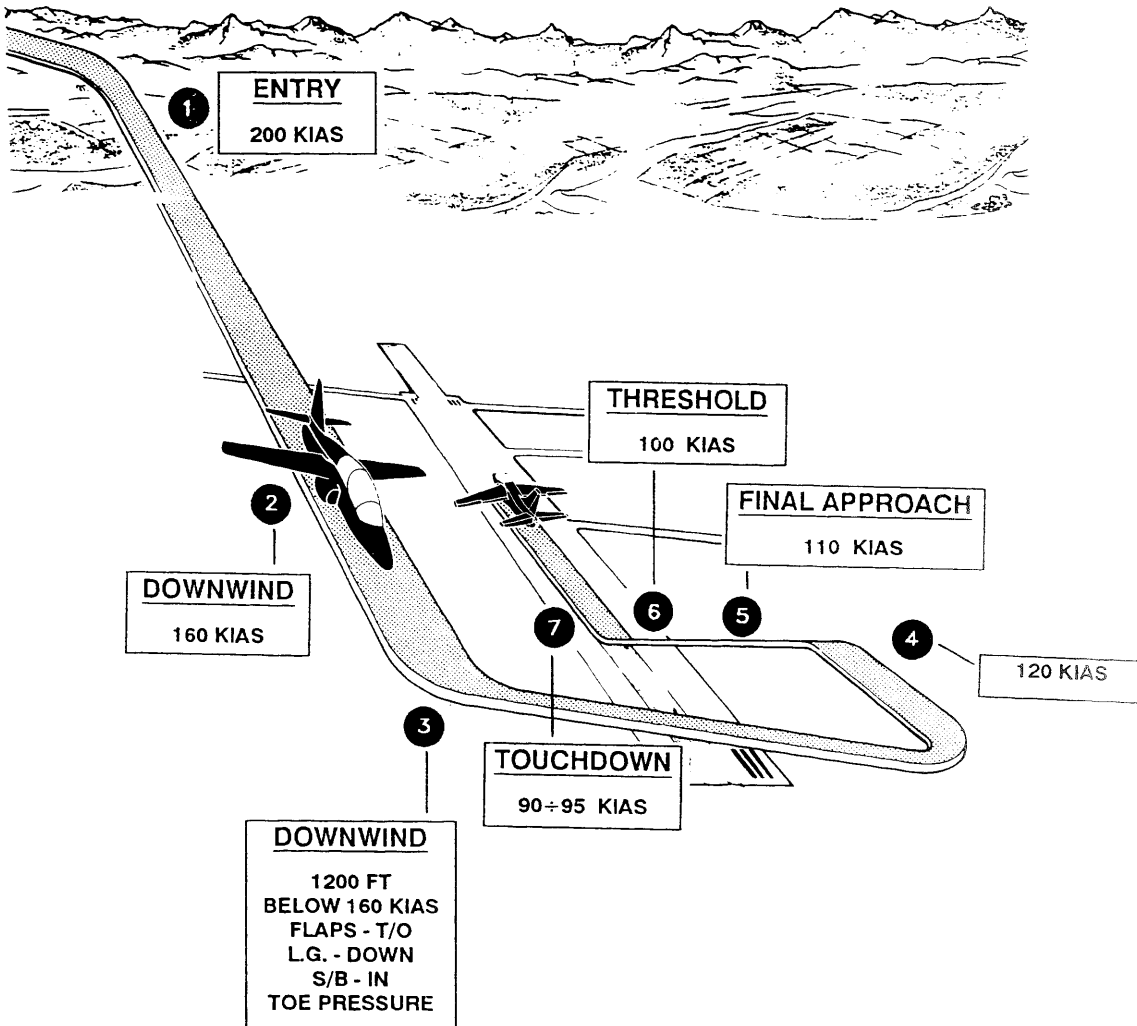 1
ENTRY
200 KIAS
THRESHOLD
100 KIAS
2
FINAL APPROACH
110 KIAS
DOWNWIND
160 KIAS
7
6
5
4
120 KIAS
3
TOUCHDOWN
90÷95 KIAS
DOWNWIND
1200 FT
BELOW 160 KIAS
FLAPS - T/O
L.G. - DOWN
S/B - IN
TOE PRESSURE